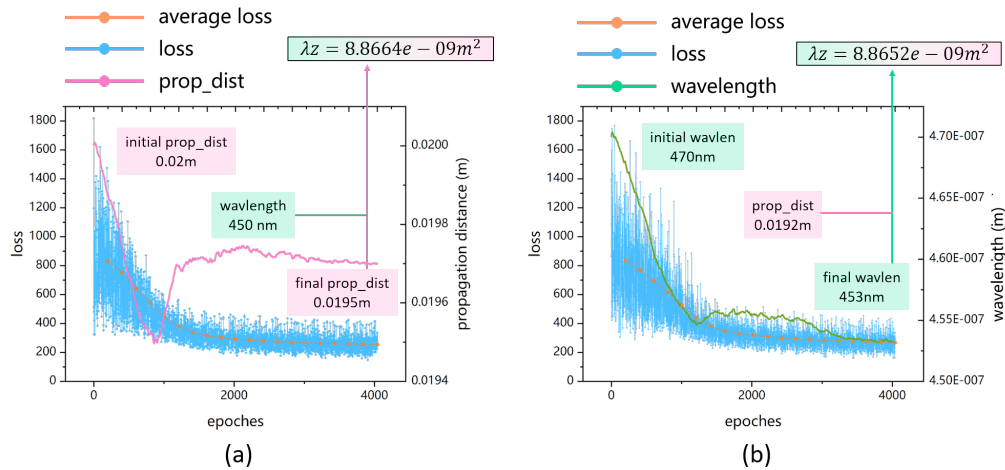 average loss
loss
prop_dist
λz = 8.8664e − 09m²
1800
1600
1400
1200
1000
800
600
400
200
0
loss
initial prop_dist
0.02m
wavlength
450 nm
final prop_dist
0.0195m
0.0200
0.0198
0.0196
0.0194
propagation distance (m)
0
2000
4000
epoches
(a)
average loss
loss
wavelength
λz = 8.8652e − 09m²
1800
1600
1400
1200
1000
800
600
400
200
0
loss
initial wavlen
470nm
prop_dist
0.0192m
final wavlen
453nm
4.70E-007
4.65E-007
4.60E-007
4.55E-007
4.50E-007
wavelength (m)
0
2000
4000
epoches
(b)